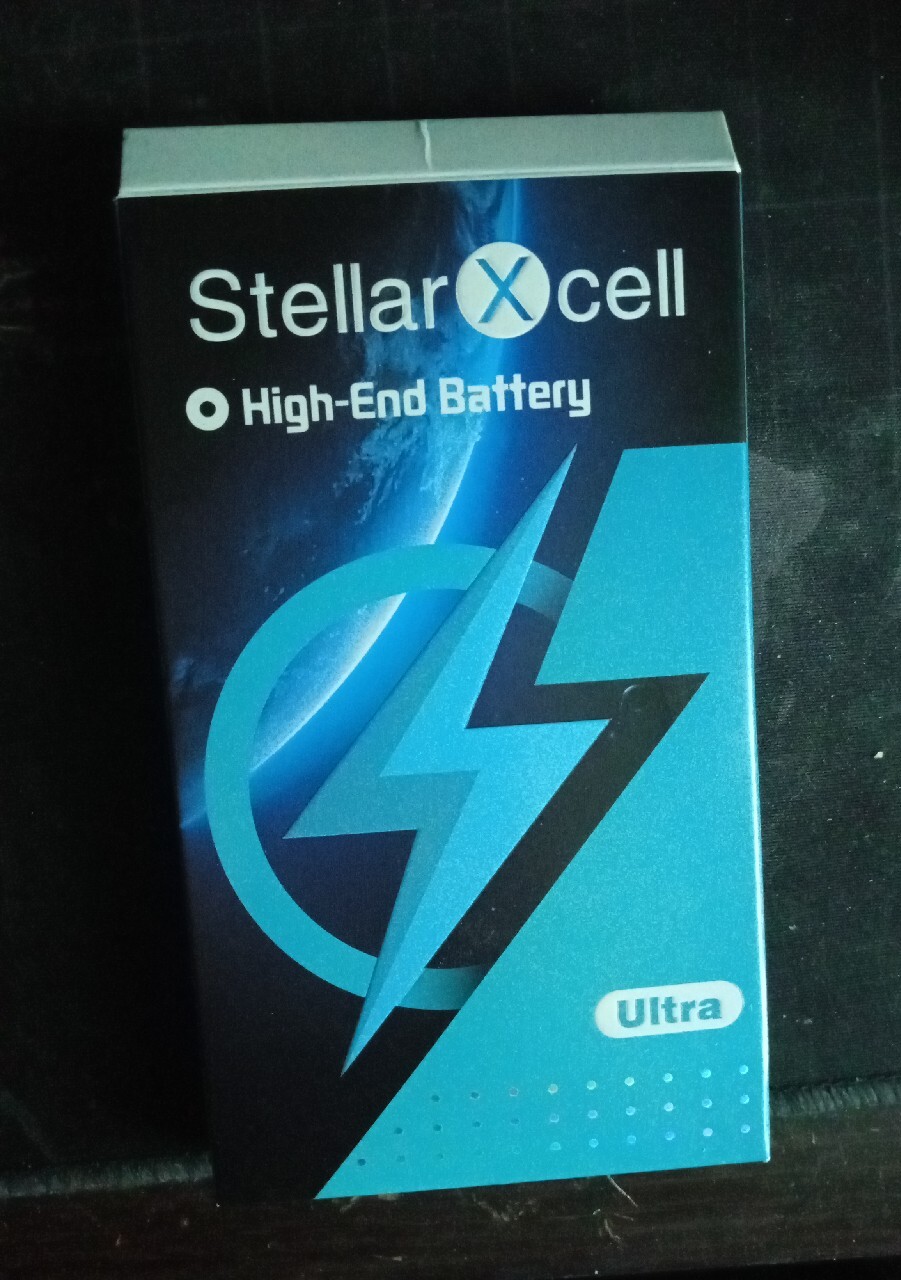 StellarXcell
High-End Battery
Ultra